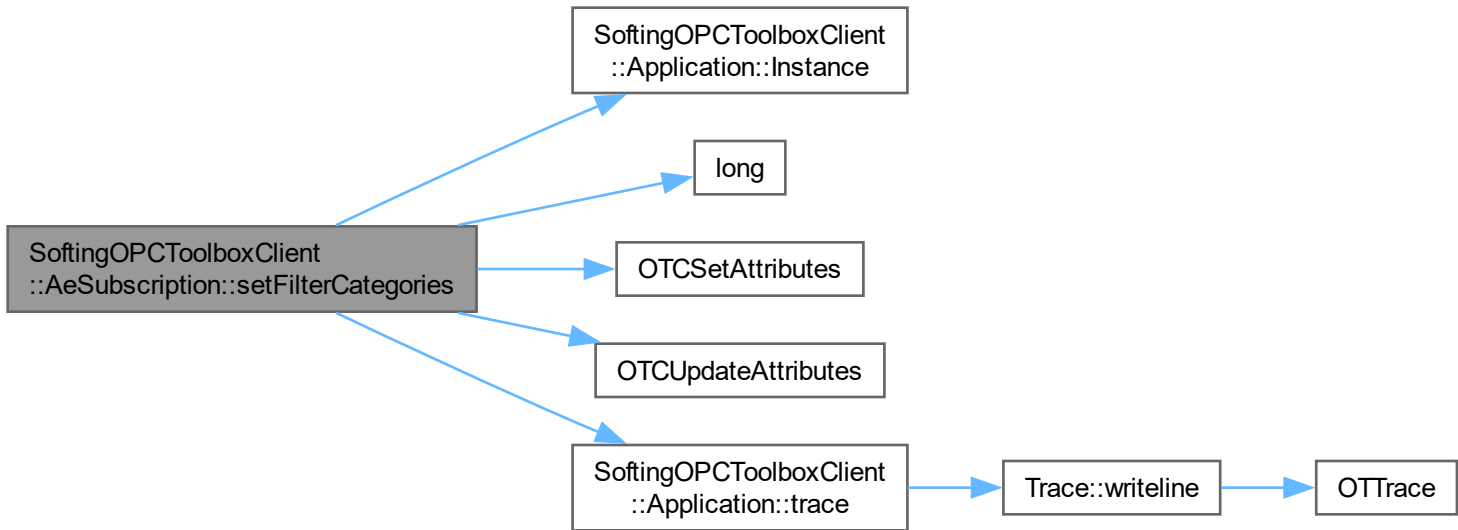 SoftingOPCToolboxClient
::Application::Instance
long
SoftingOPCToolboxClient
::AeSubscription::setFilterCategories
OTCSetAttributes
OTCUpdateAttributes
SoftingOPCToolboxClient
::Application::trace
Trace::writeline
OTTrace